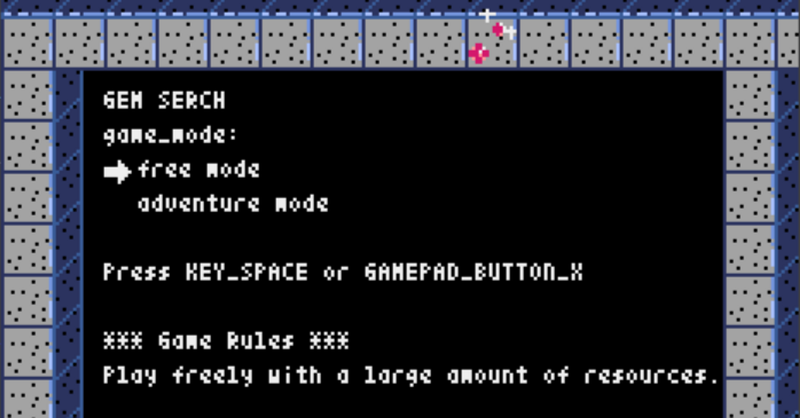 GEM SERCH
game_mode:
free mode
adventure mode
Press KEY_SPACE or GAMEPAD_BUTTON_X
*** Game Rules ***
Play freely with a large amount of resources.